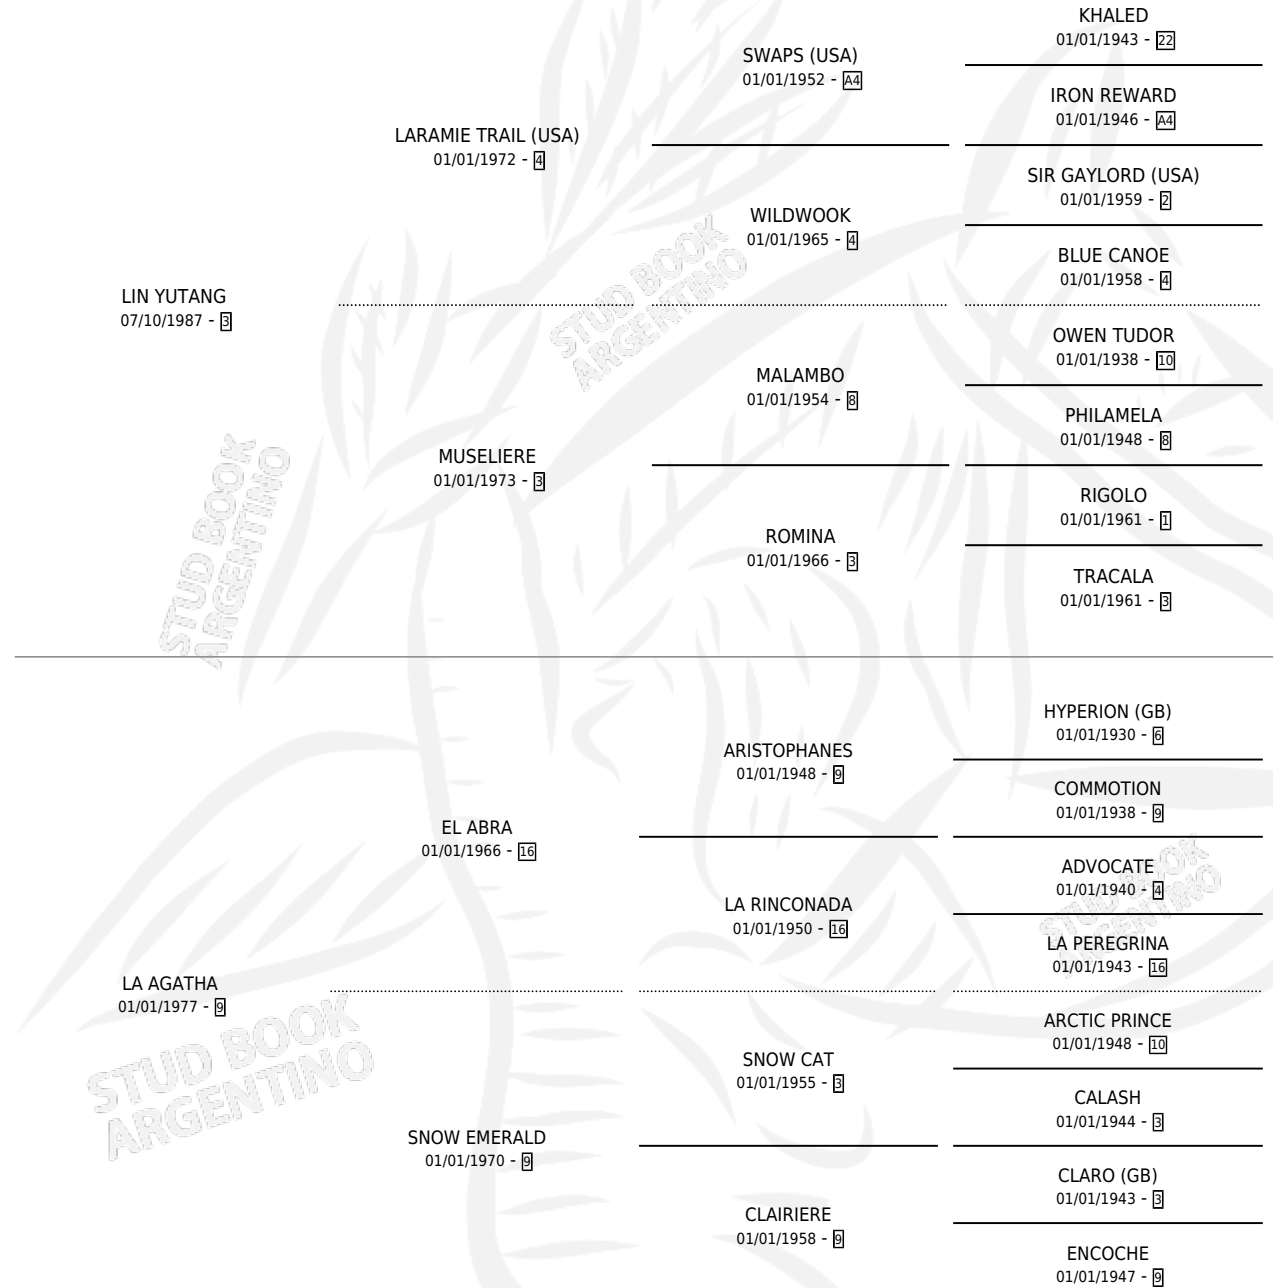 KHALED
01/01/1943 - 22
SWAPS (USA)
01/01/1952 - A4
IRON REWARD
01/01/1946 - A4
LARAMIE TRAIL (USA)
01/01/1972 - 4
SIR GAYLORD (USA)
01/01/1959 - 2
WILDWOOK
01/01/1965 - 4
BLUE CANOE
01/01/1958 - 4
LIN YUTANG
07/10/1987 - 3
OWEN TUDOR
01/01/1938 - 10
MALAMBO
01/01/1954 - 8
PHILAMELA
01/01/1948 - 8
MUSELIERE
01/01/1973 - 3
RIGOLO
01/01/1961 - 1
ROMINA
01/01/1966 - 3
TRACALA
01/01/1961 - 3
STUD BOOK
ARGENTINO
STUD BOOK
ARGENTINO
HYPERION (GB)
01/01/1930 - 6
ARISTOPHANES
01/01/1948 - 9
COMMOTION
01/01/1938 - 9
EL ABRA
01/01/1966 - 16
ADVOCATE
01/01/1940 - 4
LA RINCONADA
01/01/1950 - 16
LA PEREGRINA
01/01/1943 - 16
LA AGATHA
01/01/1977 - 9
ARCTIC PRINCE
01/01/1948 - 10
SNOW CAT
01/01/1955 - 3
CALASH
01/01/1944 - 3
SNOW EMERALD
01/01/1970 - 9
CLARO (GB)
01/01/1943 - 3
CLAIRIERE
01/01/1958 - 9
ENCOCHE
01/01/1947 - 9
STUD BOOK
ARGENTINO
STUD BOOK
ARGENTINO